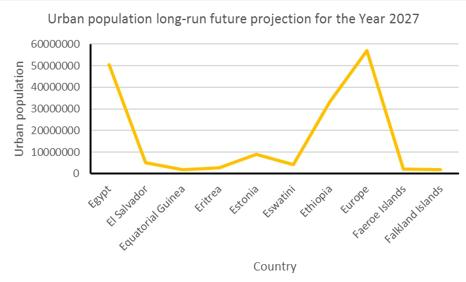 Urban population long-run future projection for the Year 2027
Urban population
60000000
50000000
40000000
30000000
20000000
10000000
0
Egypt
El Salvador
Equatorial Guinea
Eritrea
Estonia
Eswatini
Ethiopia
Europe
Faeroe Islands
Falkland Islands
Country